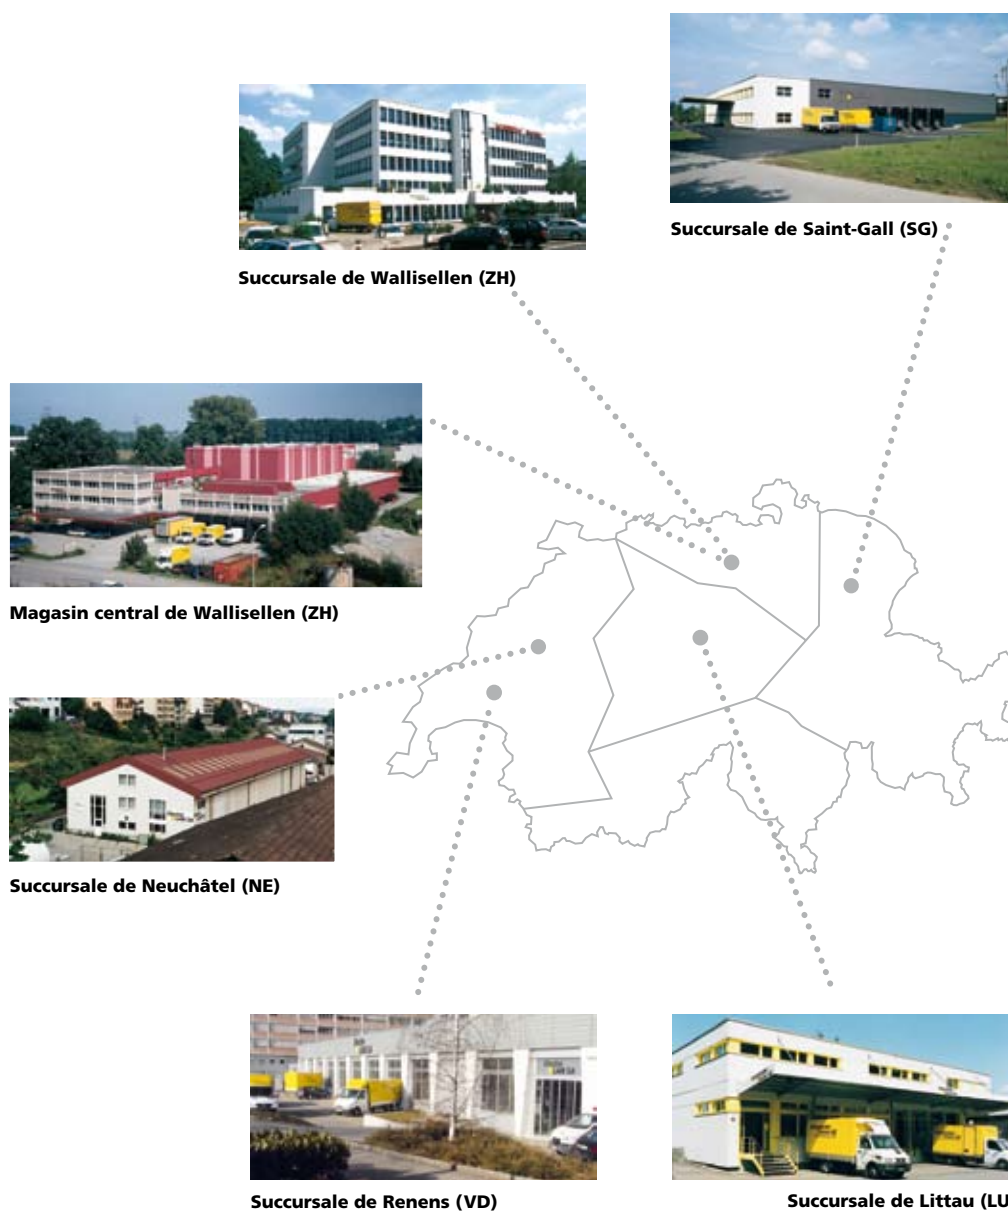 Succursale de Saint-Gall (SG)
Succursale de Wallisellen (ZH)
Magasin central de Wallisellen (ZH)
Succursale de Neuchâtel (NE)
Succursale de Renens (VD)
Succursale de Littau (LU